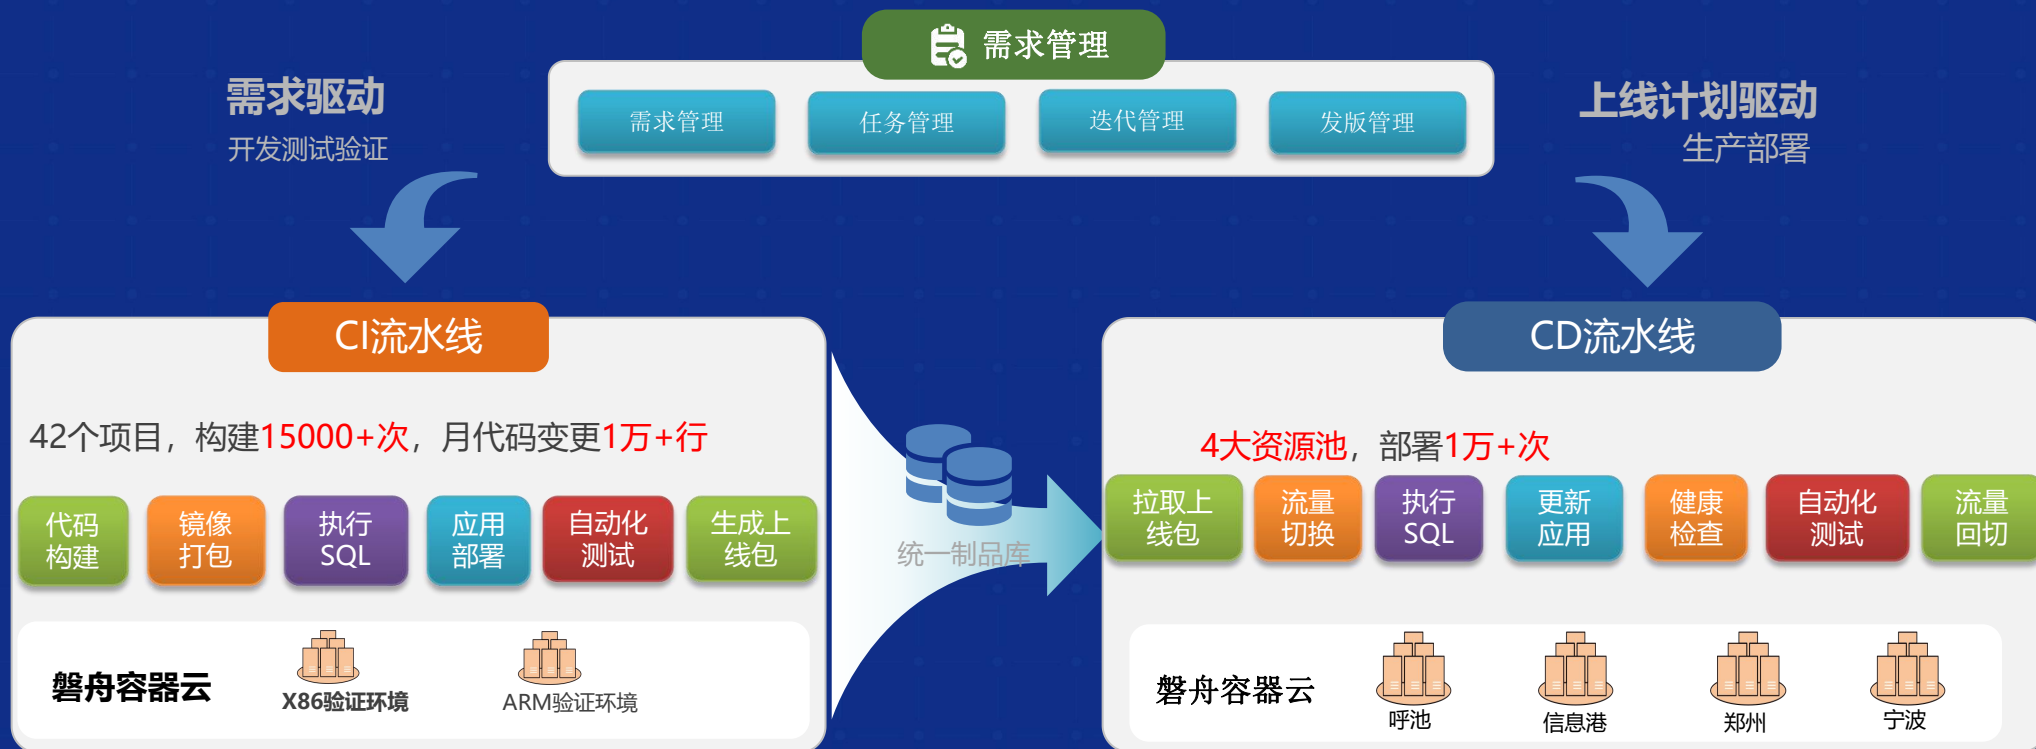 需求管理
需求驱动
开发测试验证
需求管理
任务管理
迭代管理
发版管理
上线计划驱动
生产部署
CI流水线
42个项目，构建15000+次，月代码变更1万+行
代码
构建
镜像
打包
执行
SQL
应用
部署
自动化
测试
生成上
线包
磐舟容器云
X86验证环境
ARM验证环境
统一制品库
CD流水线
4大资源池，部署1万+次
拉取上
线包
流量
切换
执行
SQL
更新
应用
健康
检查
自动化
测试
流量
回切
磐舟容器云
呼池
信息港
郑州
宁波